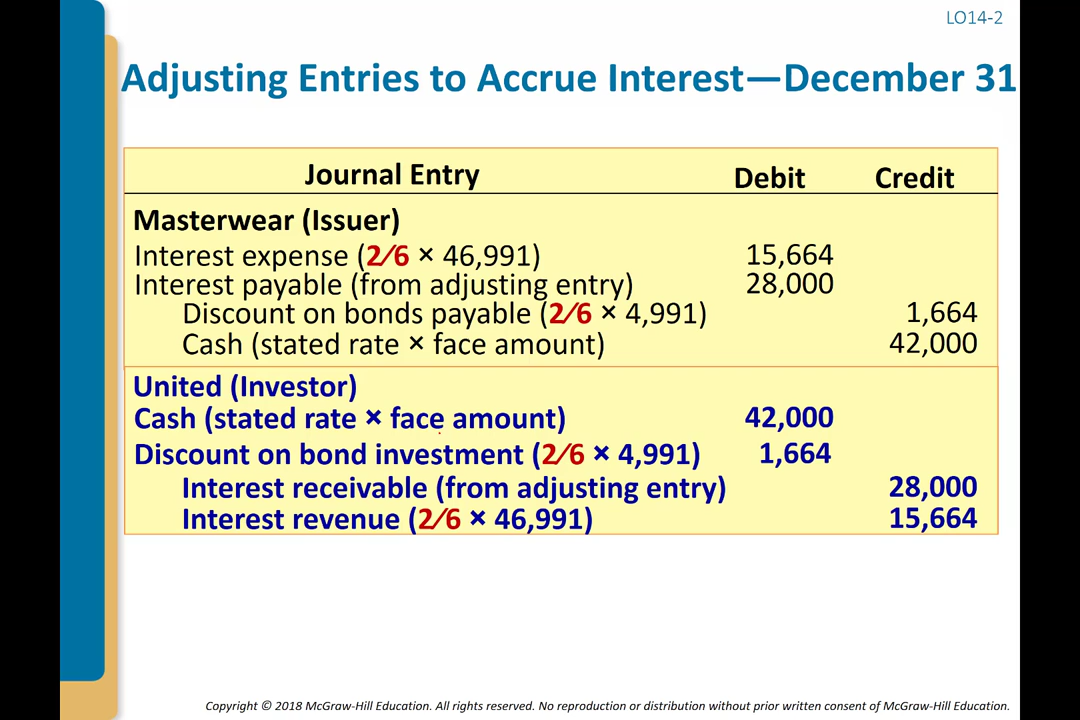 LO14-2
Adjusting Entries to Accrue Interest—December 31
Journal Entry Debit Credit
Masterwear (Issuer)
Interest expense (2⁄6 × 46,991) 15,664
Interest payable (from adjusting entry) 28,000
Discount on bonds payable (2⁄6 × 4,991) 1,664
Cash (stated rate × face amount) 42,000
United (Investor)
Cash (stated rate × face amount) 42,000
Discount on bond investment (2⁄6 × 4,991) 1,664
Interest receivable (from adjusting entry) 28,000
Interest revenue (2⁄6 × 46,991) 15,664
Copyright © 2018 McGraw-Hill Education. All rights reserved. No reproduction or distribution without prior written consent of McGraw-Hill Education.